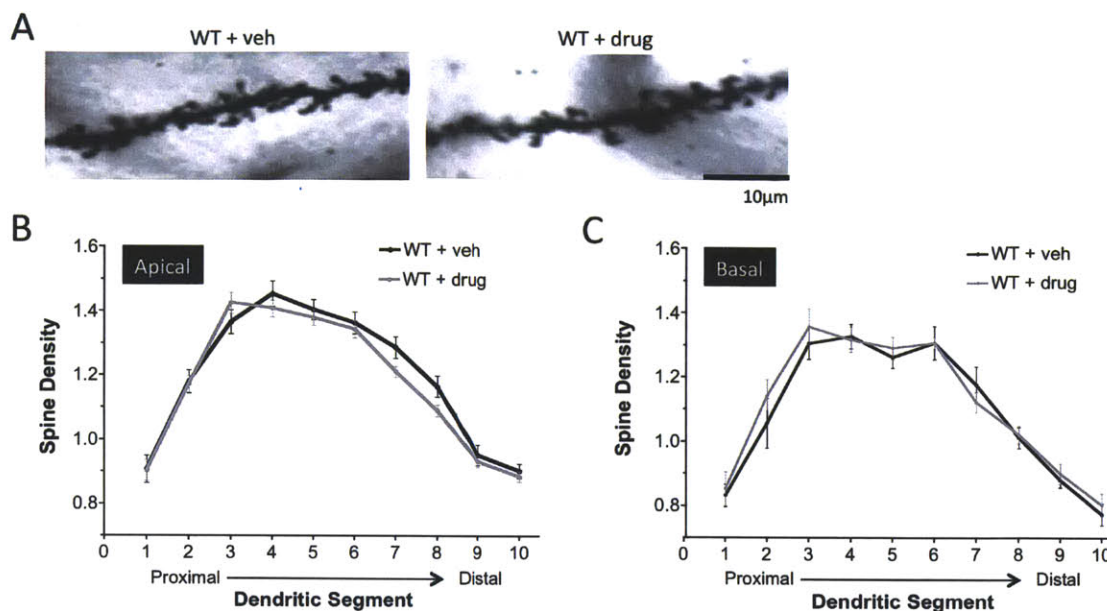 A
WT + veh
WT + drug
10μm
B
Apical
WT + veh
WT + drug
Spine Density
1.6
1.4
1.2
1.0
0.8
0 1 2 3 4 5 6 7 8 9 10
Proximal Distal
Dendritic Segment
C
Basal
WT + veh
WT + drug
Spine Density
1.6
1.4
1.2
1.0
0.8
0 1 2 3 4 5 6 7 8 9 10
Proximal Distal
Dendritic Segment